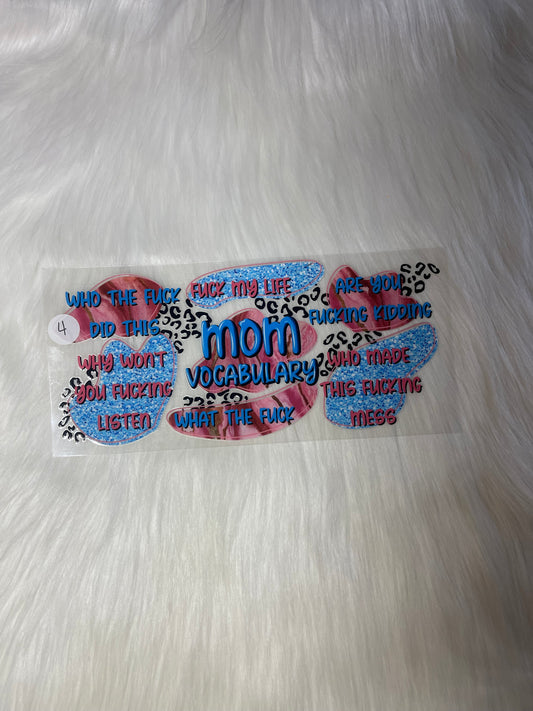 4
WHO THE FUCK
DID THIS
FUCK MY LIFE
ARE YOU
FUCKING KIDDING
MOM
VOCABULARY
WHY WON'T
YOU FUCKING
LISTEN
WHAT THE FUCK
WHO MADE
THIS FUCKING
MESS